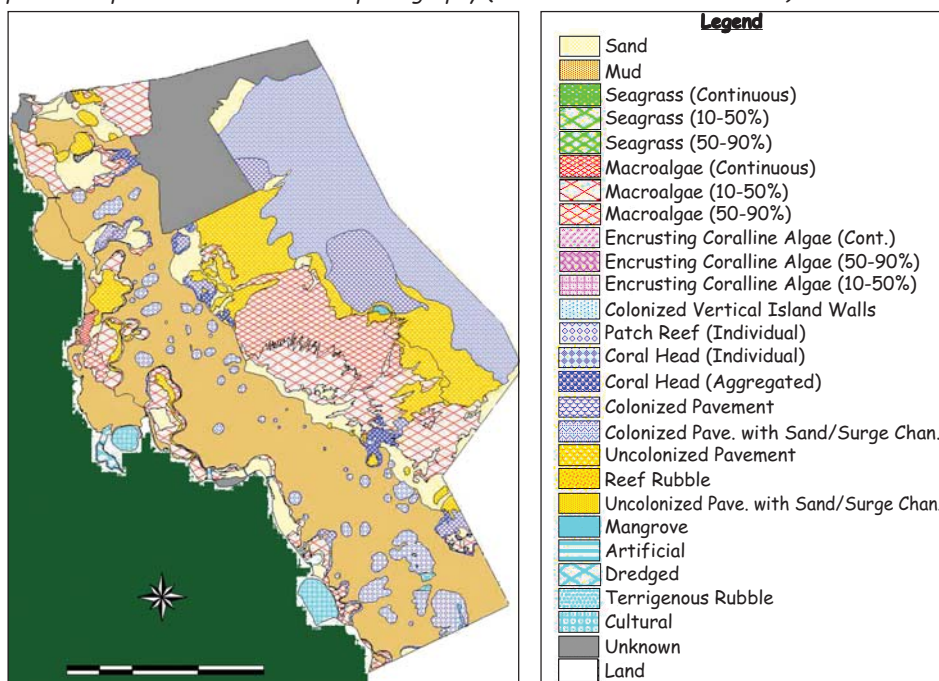 Legend
Sand
Mud
Seagrass (Continuous)
Seagrass (10-50%)
Seagrass (50-90%)
Macroalgae (Continuous)
Macroalgae (10-50%)
Macroalgae (50-90%)
Encrusting Coralline Algae (Cont.)
Encrusting Coralline Algae (50-90%)
Encrusting Coralline Algae (10-50%)
Colonized Vertical Island Walls
Patch Reef (Individual)
Coral Head (Individual)
Coral Head (Aggregated)
Colonized Pavement
Colonized Pave. with Sand/Surge Chan.
Uncolonized Pavement
Reef Rubble
Uncolonized Pave. with Sand/Surge Chan.
Mangrove
Artificial
Dredged
Terrigenous Rubble
Cultural
Unknown
Land